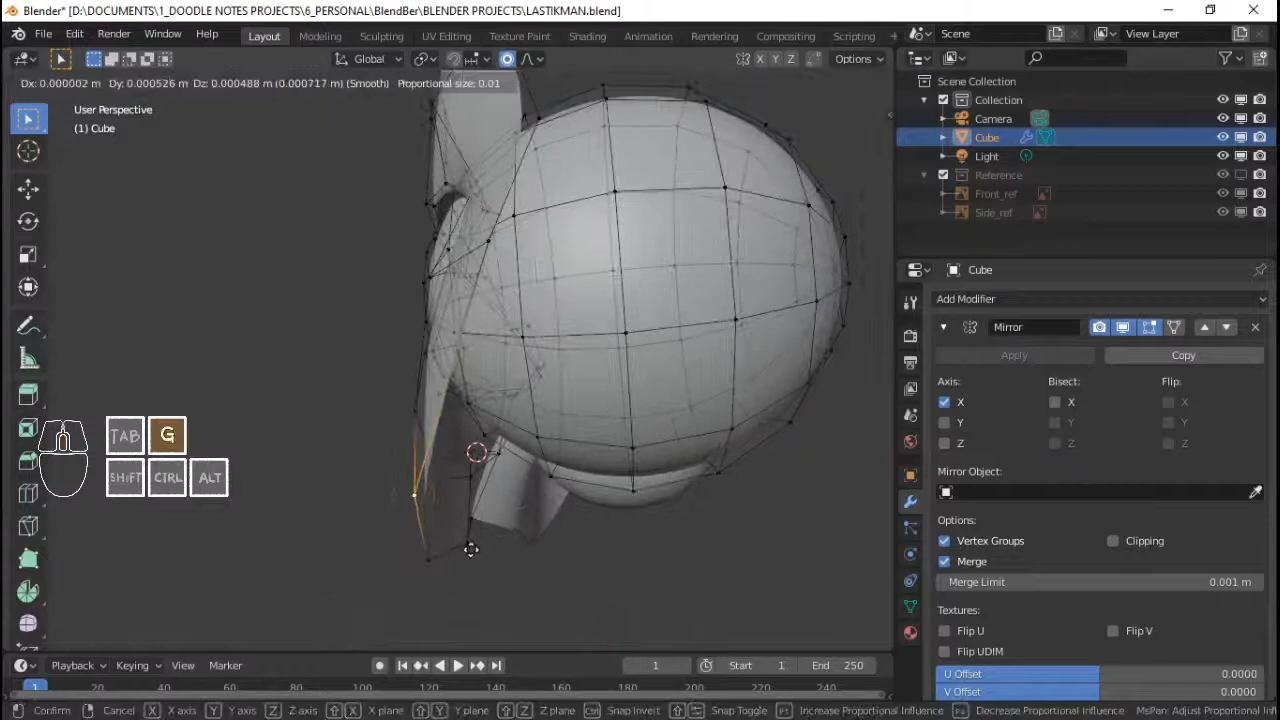 Blender* [D:\DOCUMENTS\1_DOODLE NOTES PROJECTS\6_PERSONAL\BlendBer\BLENDER PROJECTS\LASTIKMAN.blend]
File Edit Render Window Help Layout Modeling Sculpting UV Editing Texture Paint Shading Animation Rendering Compositing Scripting Scene View Layer
Global X Y Z Options
Dx: 0.000002 m Dy: 0.000526 m Dz: 0.000488 m (0.000717 m) (Smooth) Proportional size: 0.01
User Perspective
(1) Cube
Scene Collection
Collection
Camera
Cube
Light
Reference
Front_ref
Side_ref
Cube
Add Modifier
Mirror
Apply Copy
Axis: Bisect: Flip:
X X X
Y Y Y
Z Z Z
Mirror Object:
Options:
Vertex Groups Clipping
Merge
Merge Limit 0.001 m
Textures:
Flip U Flip V
Flip UDIM
U Offset 0.0000
V Offset 0.0000
TAB G
SHIFT CTRL ALT
Playback Keying View Marker 1 Start 1 End 250
1 20 40 60 80 100 120 140 160 180 200 220 240
Confirm Cancel X X axis Y Y axis Z Z axis X X plane Y Y plane Z Z plane Ctrl Snap Invert Snap Toggle Increase Proportional Influence Decrease Proportional Influence MsPan: Adjust Proportional Inf